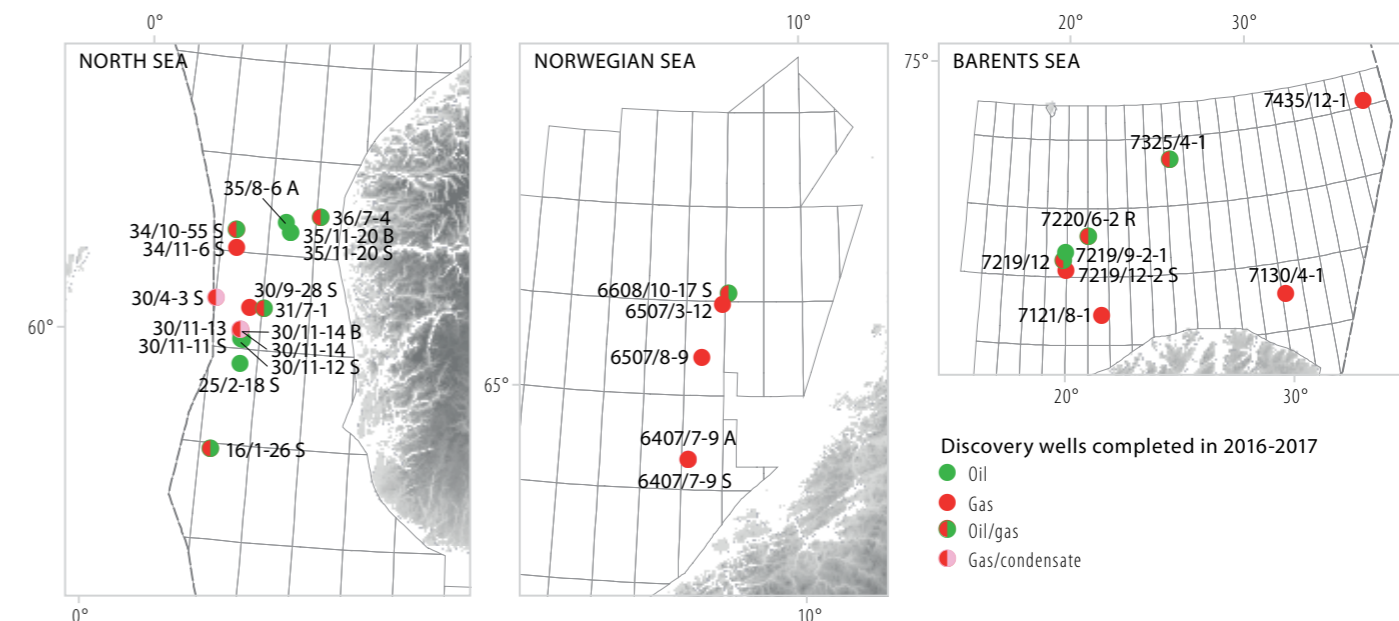 0°
10°
20°
30°
NORTH SEA
NORWEGIAN SEA
75°
BARENTS SEA
7435/12-1
7325/4-1
35/8-6 A
36/7-4
34/10-55 S
35/11-20 B
34/11-6 S
35/11-20 S
7220/6-2 R
7219/9-2-1
7219/12
7219/12-2 S
7130/4-1
7121/8-1
30/4-3 S
30/9-28 S
31/7-1
6608/10-17 S
6507/3-12
60°
30/11-13
30/11-14 B
30/11-11 S
30/11-14
30/11-12 S
25/2-18 S
6507/8-9
65°
20°
30°
16/1-26 S
6407/7-9 A
6407/7-9 S
Discovery wells completed in 2016-2017
Oil
Gas
Oil/gas
Gas/condensate
0°
10°